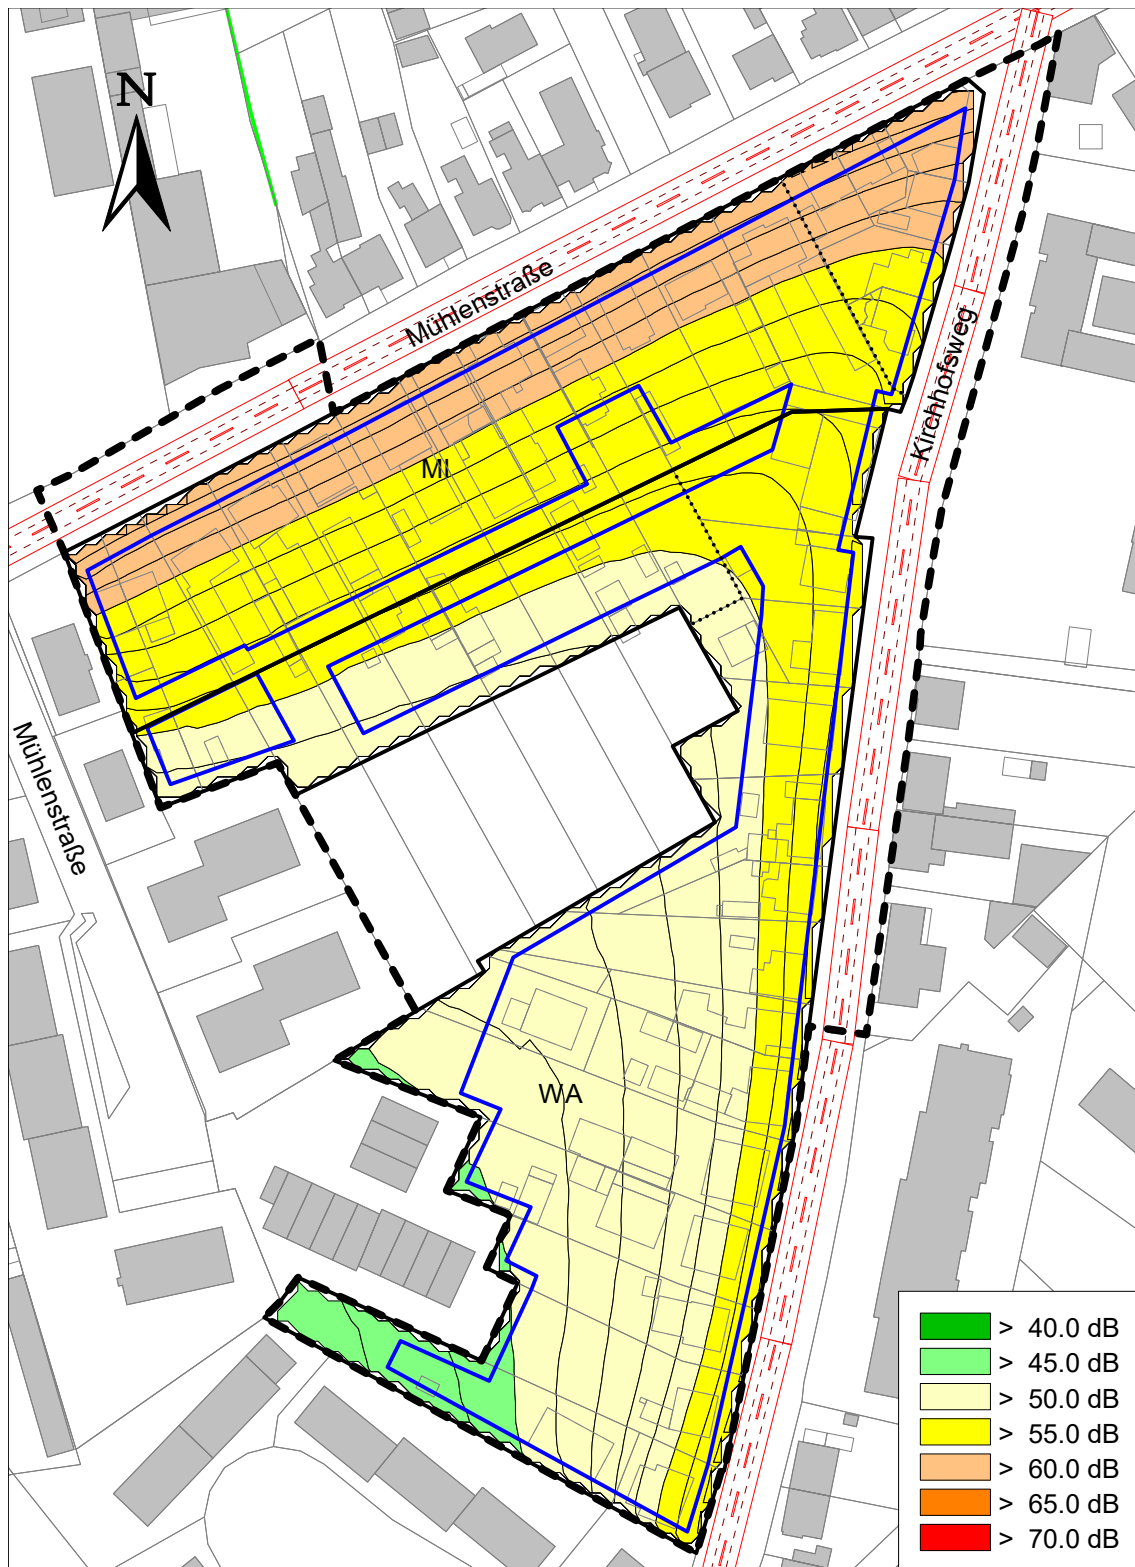 N
Mühlenstraße
Kirchhofsweg
MI
Mühlenstraße
WA
> 40.0 dB
> 45.0 dB
> 50.0 dB
> 55.0 dB
> 60.0 dB
> 65.0 dB
> 70.0 dB